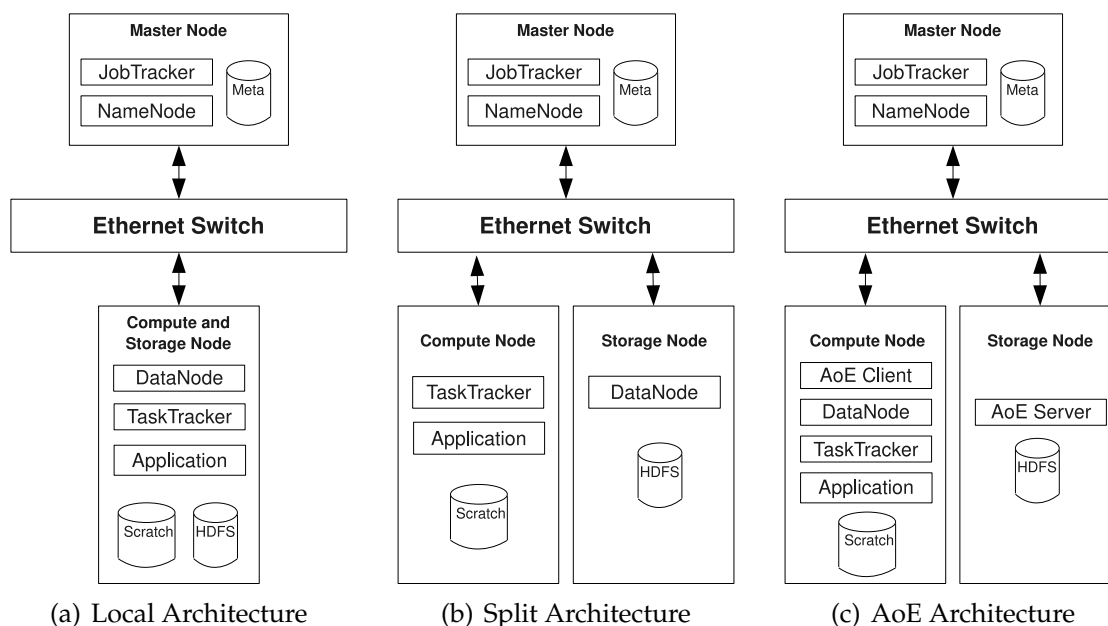 Master Node
JobTracker
NameNode
Meta
Ethernet Switch
Compute and
Storage Node
DataNode
TaskTracker
Application
Scratch
HDFS
(a) Local Architecture
Master Node
JobTracker
NameNode
Meta
Ethernet Switch
Compute Node
TaskTracker
Application
Scratch
Storage Node
DataNode
HDFS
(b) Split Architecture
Master Node
JobTracker
NameNode
Meta
Ethernet Switch
Compute Node
AoE Client
DataNode
TaskTracker
Application
Scratch
Storage Node
AoE Server
HDFS
(c) AoE Architecture